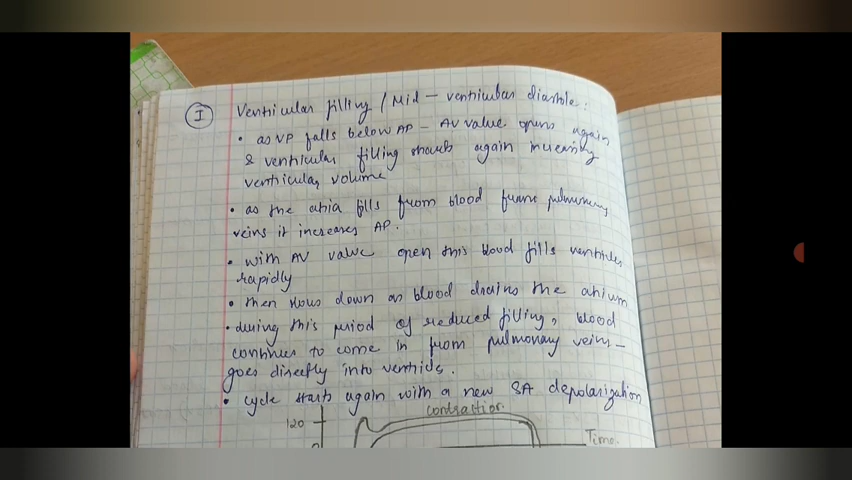 I Ventricular filling / Mid - ventricular diastole:
• as VP falls below AP - AV valve opens again
& ventricular filling starts again increasing
ventricular volume
• as the atria fills from blood from pulmonary
veins it increases AP.
• with AV valve open this blood fills ventricles
rapidly
• then slows down as blood drains the atrium
• during this period of reduced filling, blood
continues to come in from pulmonary veins -
goes directly into ventricles.
• cycle starts again with a new SA depolarization
contraction
120
Time.